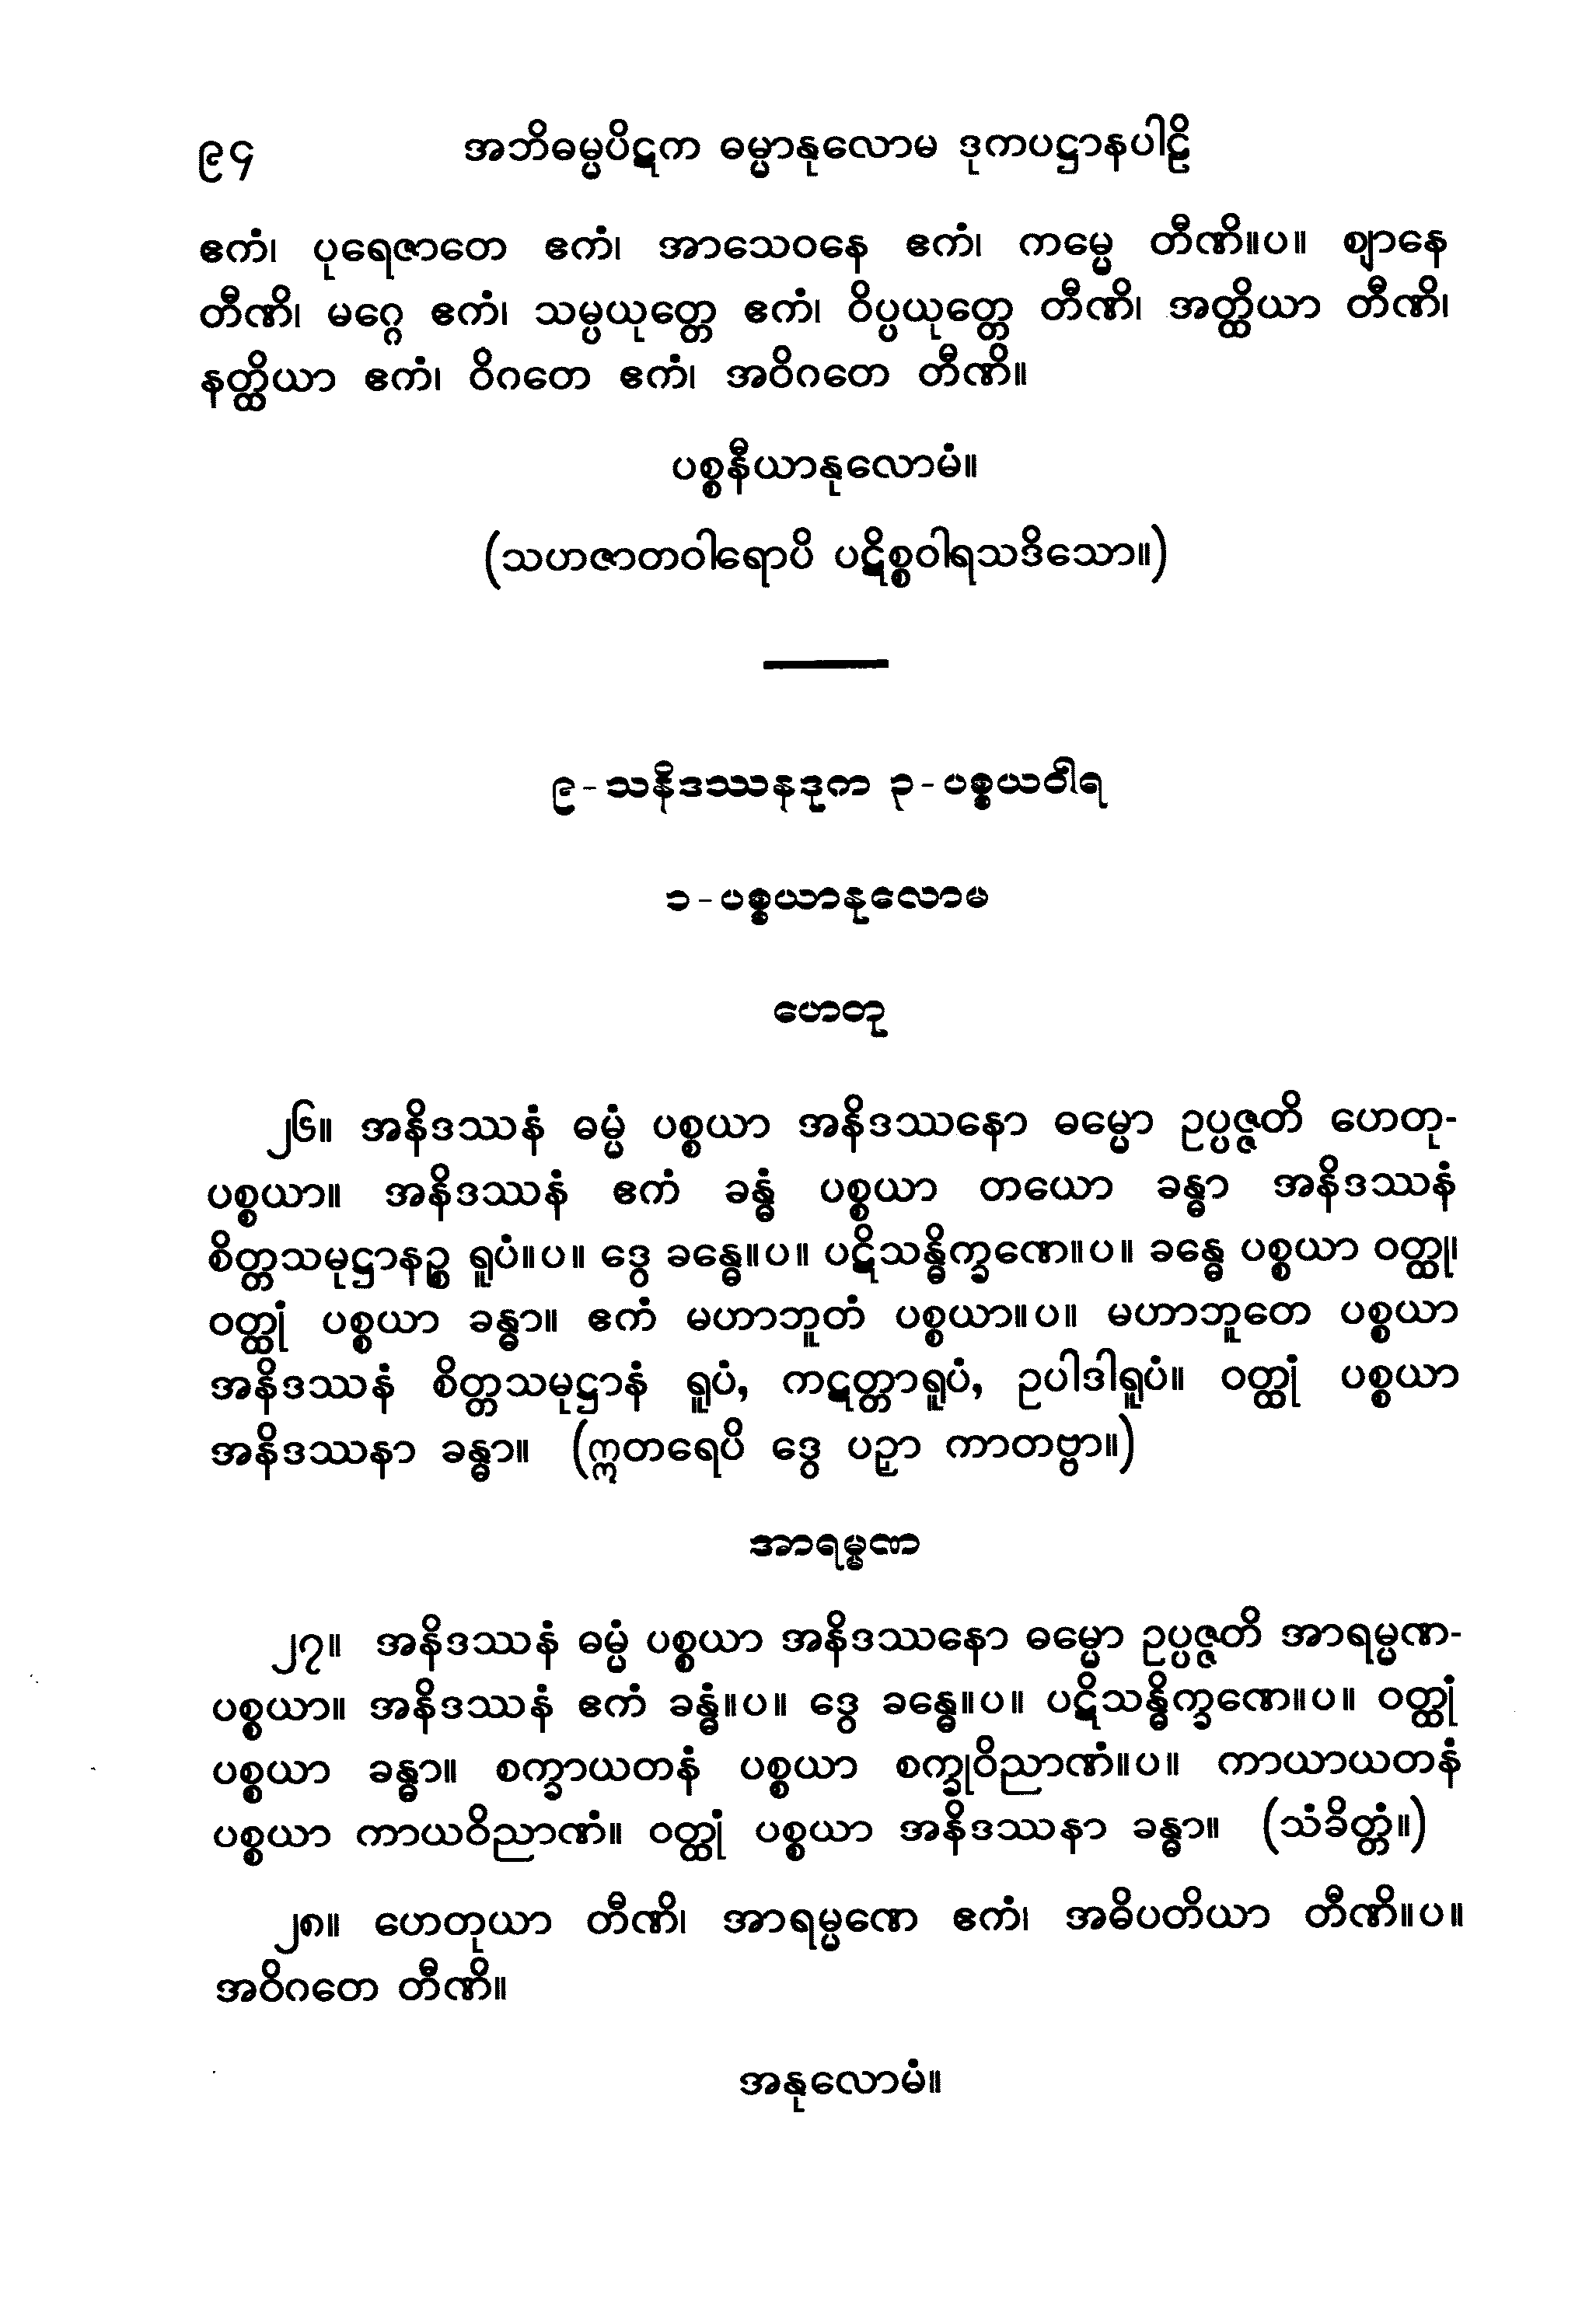 ၉၄ အဘိဓမ္မပိဋက ဓမ္မာနုလောမ ဒုကပဋ္ဌာနပါဠိ
ဧကံ၊ ပုရေဇာတေ ဧကံ၊ အာသေဝနေ ဧကံ၊ ကမ္မေ တီဏိ။ပ။ ဈာနေ
တီဏိ၊ မဂ္ဂေ ဧကံ၊ သမ္ပယုတ္တေ ဧကံ၊ ဝိပ္ပယုတ္တေ တီဏိ၊ အတ္ထိယာ တီဏိ၊
နတ္ထိယာ ဧကံ၊ ဝိဂတေ ဧကံ၊ အဝိဂတေ တီဏိ။
ပစ္စနီယာနုလောမံ။
(သဟဇာတဝါရောပိ ပဋိစ္စဝါရသဒိသော။)
၉-သနိဒဿနဒုက ၃-ပစ္စယဝါရ
၁-ပစ္စယာနုလောမ
ဟေတု
၂၆။ အနိဒဿနံ ဓမ္မံ ပစ္စယာ အနိဒဿနော ဓမ္မော ဥပ္ပဇ္ဇတိ ဟေတု-
ပစ္စယာ။ အနိဒဿနံ ဧကံ ခန္ဓံ ပစ္စယာ တယော ခန္ဓာ အနိဒဿနံ
စိတ္တသမုဋ္ဌာနဉ္စ ရူပံ။ပ။ ဒွေ ခန္ဓေ။ပ။ ပဋိသန္ဓိက္ခဏေ။ပ။ ခန္ဓေ ပစ္စယာ ဝတ္ထု၊
ဝတ္ထုံ ပစ္စယာ ခန္ဓာ။ ဧကံ မဟာဘူတံ ပစ္စယာ။ပ။ မဟာဘူတေ ပစ္စယာ
အနိဒဿနံ စိတ္တသမုဋ္ဌာနံ ရူပံ, ကဋတ္တာရူပံ, ဥပါဒါရူပံ။ ဝတ္ထုံ ပစ္စယာ
အနိဒဿနာ ခန္ဓာ။ (ဣတရေပိ ဒွေ ပဉှာ ကာတဗ္ဗာ။)
အာရမ္မဏ
၂၇။ အနိဒဿနံ ဓမ္မံ ပစ္စယာ အနိဒဿနော ဓမ္မော ဥပ္ပဇ္ဇတိ အာရမ္မဏ-
ပစ္စယာ။ အနိဒဿနံ ဧကံ ခန္ဓံ။ပ။ ဒွေ ခန္ဓေ။ပ။ ပဋိသန္ဓိက္ခဏေ။ပ။ ဝတ္ထုံ
ပစ္စယာ ခန္ဓာ။ စက္ခာယတနံ ပစ္စယာ စက္ခုဝိညာဏံ။ပ။ ကာယာယတနံ
ပစ္စယာ ကာယဝိညာဏံ။ ဝတ္ထုံ ပစ္စယာ အနိဒဿနာ ခန္ဓာ။ (သံခိတ္တံ။)
၂၈။ ဟေတုယာ တီဏိ၊ အာရမ္မဏေ ဧကံ၊ အဓိပတိယာ တီဏိ။ပ။
အဝိဂတေ တီဏိ။
အနုလောမံ။